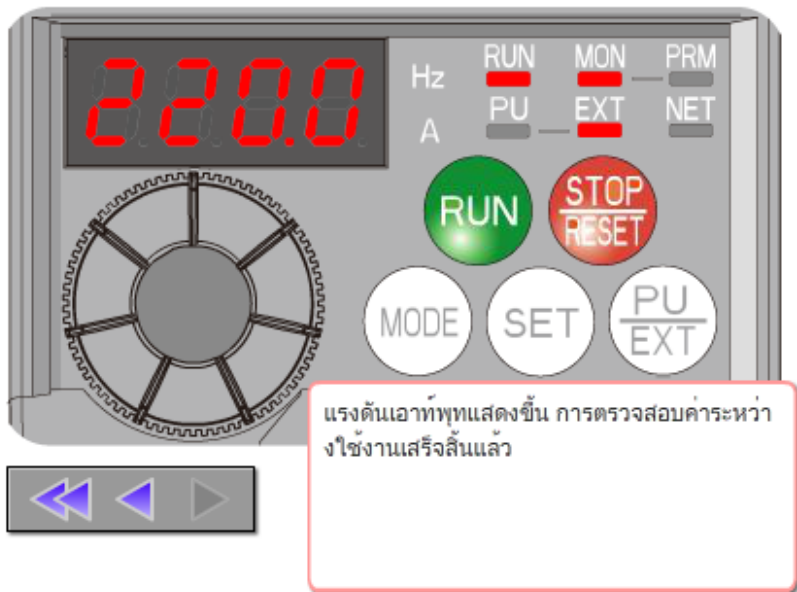 220.0
Hz RUN MON PRM
A PU EXT NET
RUN STOP
RESET
MODE SET PU
EXT
แรงดันเอาท์พุทแสดงขึ้น การตรวจสอบค่าระหว่า
งใช้งานเสร็จสิ้นแล้ว